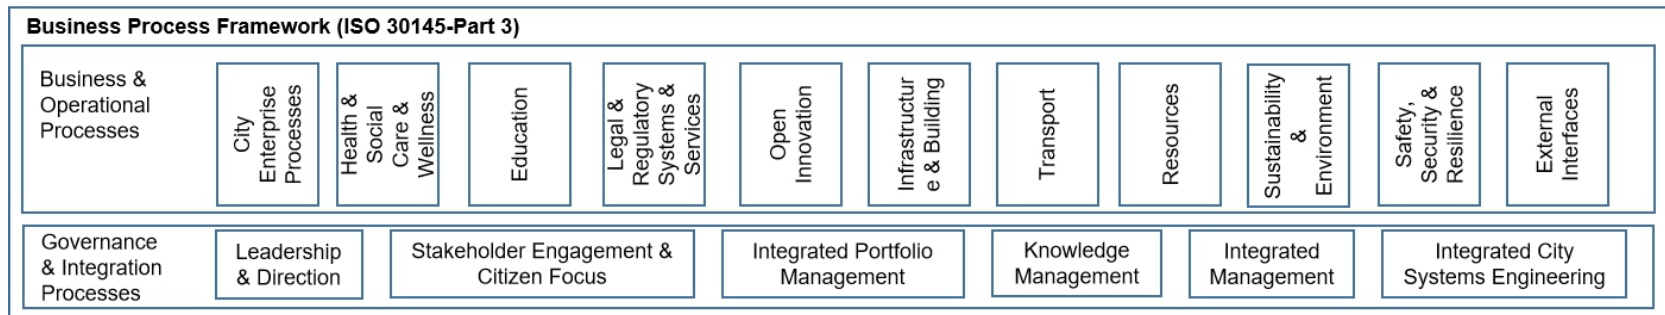 Business Process Framework (ISO 30145-Part 3)
Business &
Operational
Processes
City
Enterprise
Processes
Health &
Social
Care &
Wellness
Education
Legal &
Regulatory
Systems &
Services
Open
Innovation
Infrastructur
e & Building
Transport
Resources
Sustainability
&
Environment
Safety,
Security &
Resilience
External
Interfaces
Governance
& Integration
Processes
Leadership
& Direction
Stakeholder Engagement &
Citizen Focus
Integrated Portfolio
Management
Knowledge
Management
Integrated
Management
Integrated City
Systems Engineering